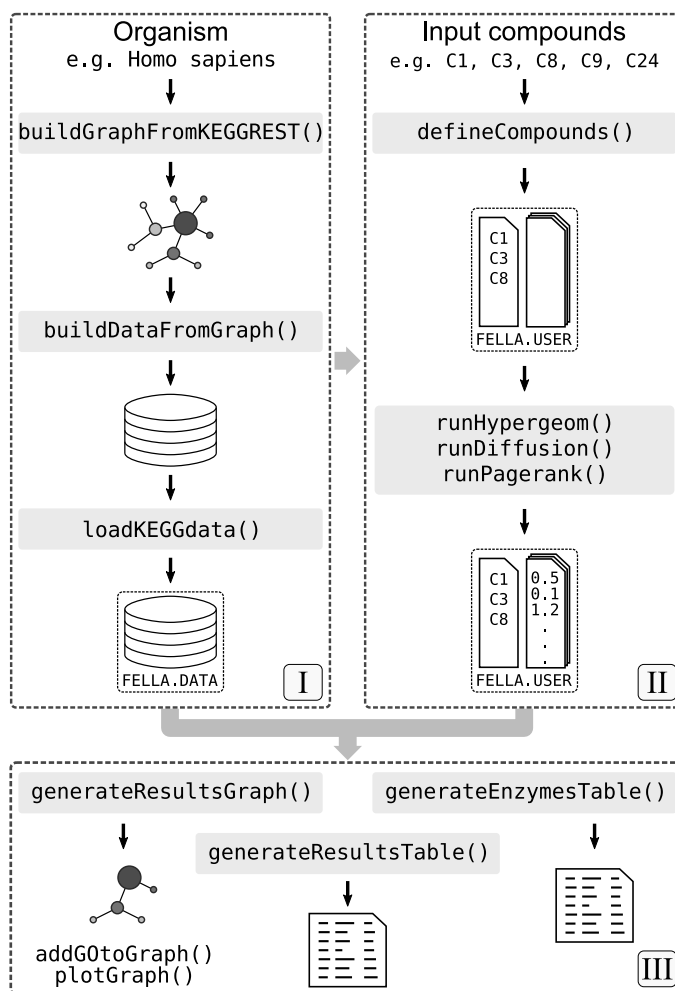 Organism
e.g. Homo sapiens
buildGraphFromKEGGREST()
buildDataFromGraph()
loadKEGGdata()
FELLA.DATA
I
Input compounds
e.g. C1, C3, C8, C9, C24
defineCompounds()
C1
C3
C8
FELLA.USER
runHypergeom()
runDiffusion()
runPagerank()
C1
C3
C8
0.5
0.1
1.2
.
.
.
FELLA.USER
II
generateResultsGraph()
addGOtoGraph()
plotGraph()
generateResultsTable()
generateEnzymesTable()
III